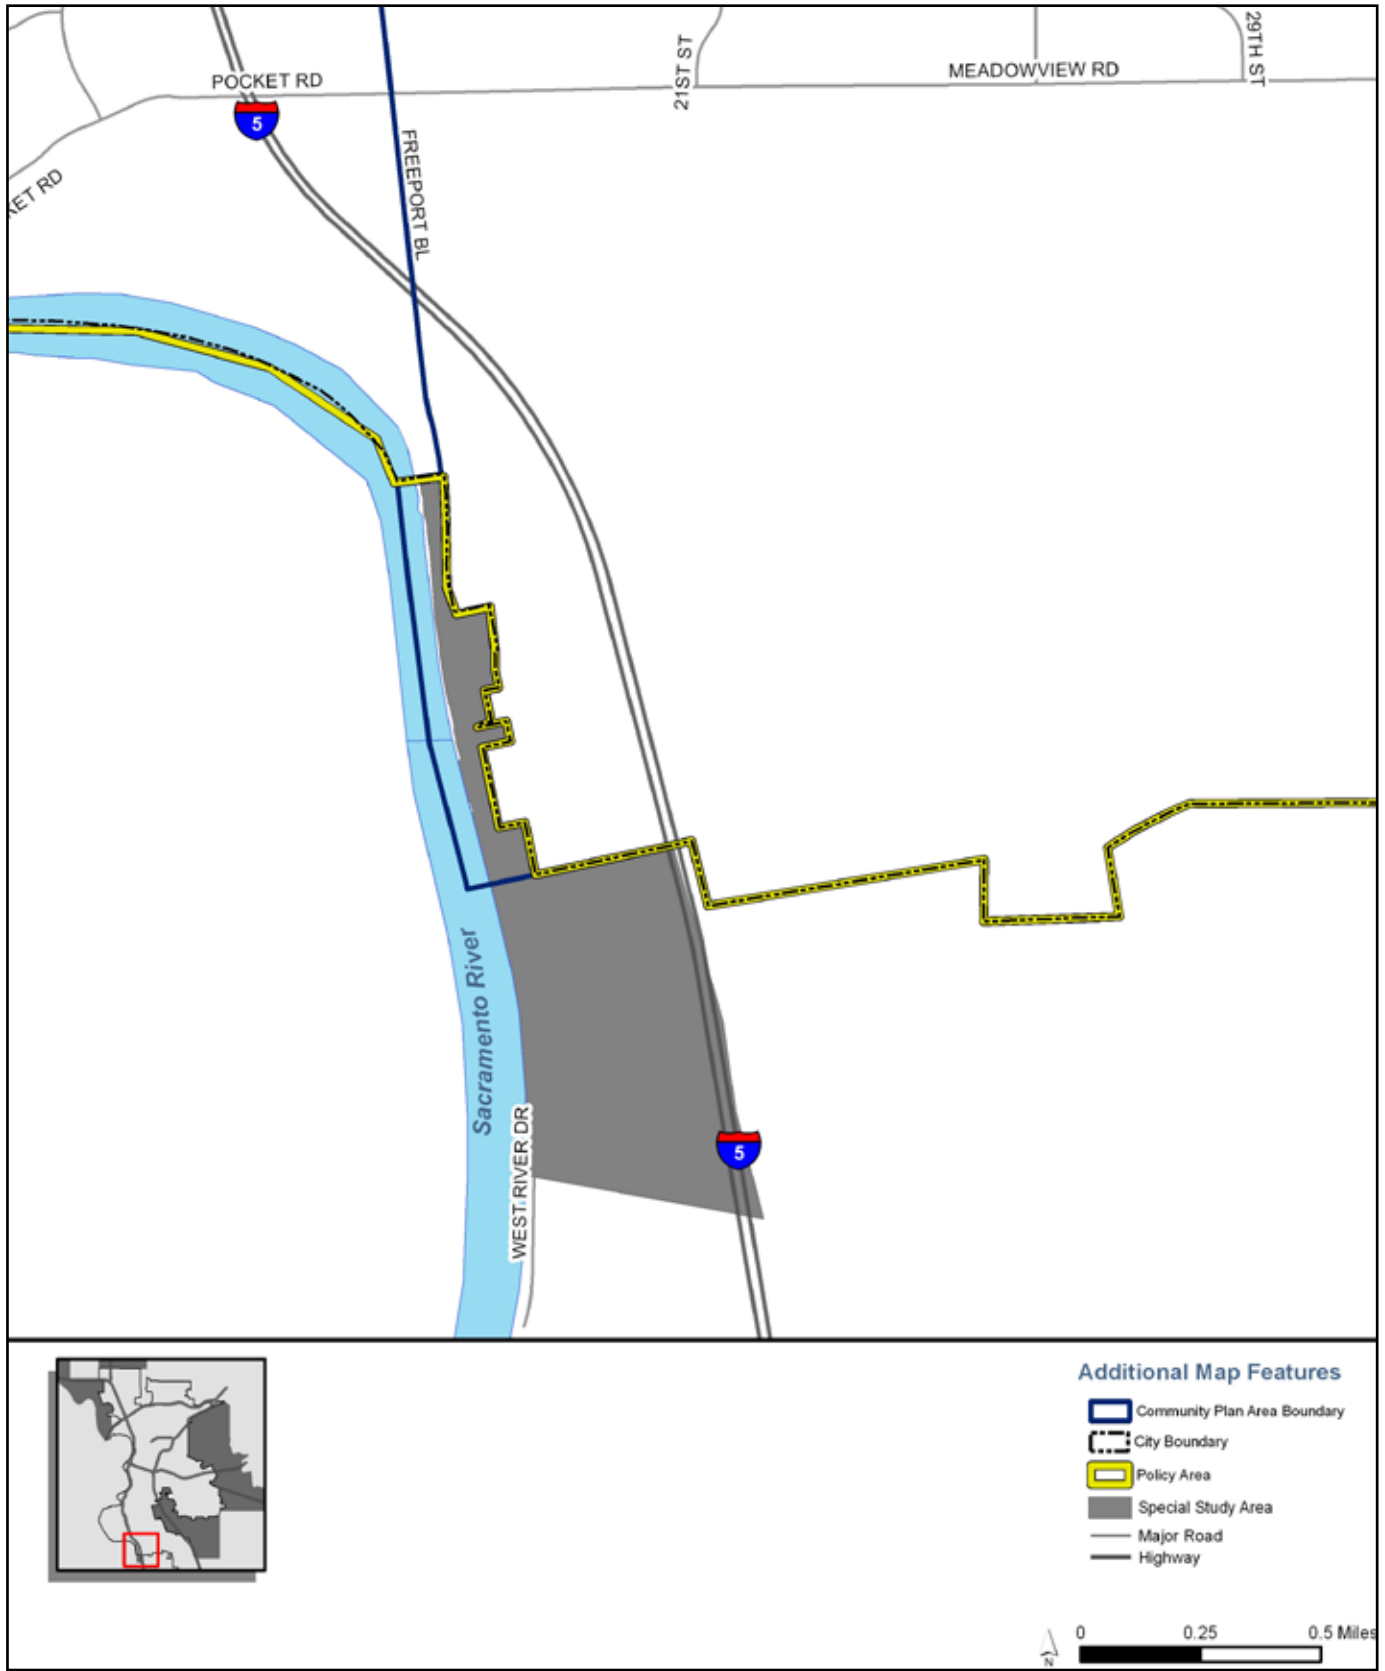 21ST ST
29TH ST
POCKET RD
MEADOWVIEW RD
5
FREEPORT BL
KET RD
Sacramento River
WEST RIVER DR
5
Additional Map Features
Community Plan Area Boundary
City Boundary
Policy Area
Special Study Area
Major Road
Highway
0 0.25 0.5 Miles
N